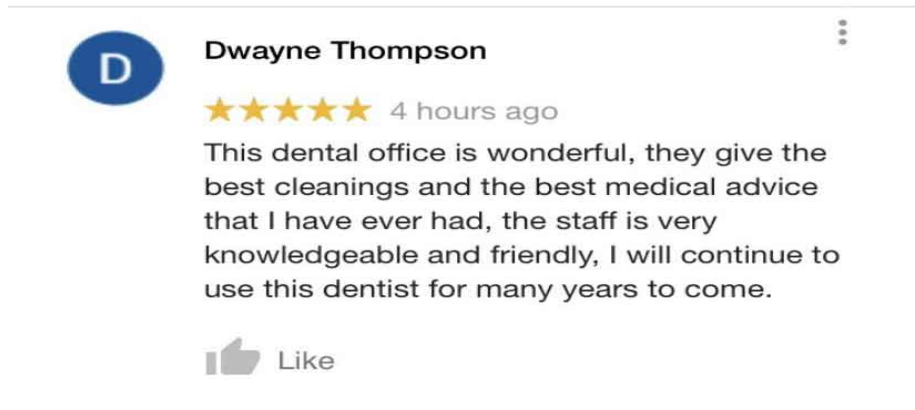 D
Dwayne Thompson
4 hours ago
This dental office is wonderful, they give the
best cleanings and the best medical advice
that I have ever had, the staff is very
knowledgeable and friendly, I will continue to
use this dentist for many years to come.
Like